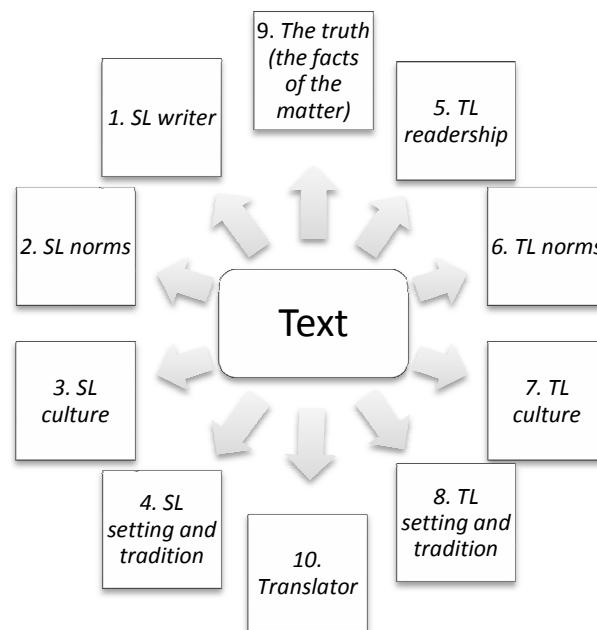 9. The truth
(the facts
of the
matter)
1. SL writer
5. TL
readership
2. SL norms
6. TL norms
Text
3. SL
culture
7. TL
culture
4. SL
setting and
tradition
8. TL
setting and
tradition
10.
Translator